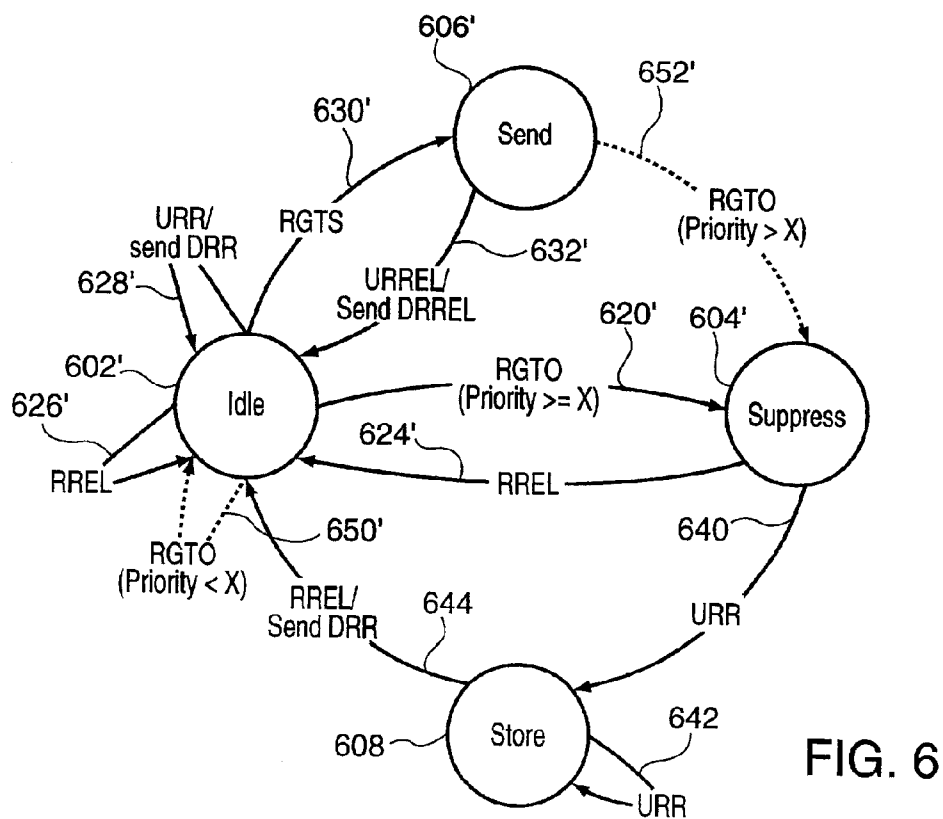 606'
652'
630'
Send
RGTO
(Priority > X)
URR/
send DRR
RGTS
632'
628'
URREL/
Send DRREL
620'
604'
602'
Idle
RGTO
(Priority >= X)
Suppress
626'
624'
RREL
RREL
640
650'
RGTO
(Priority < X)
RREL/
Send DRR
644
URR
642
608
Store
URR
FIG. 6